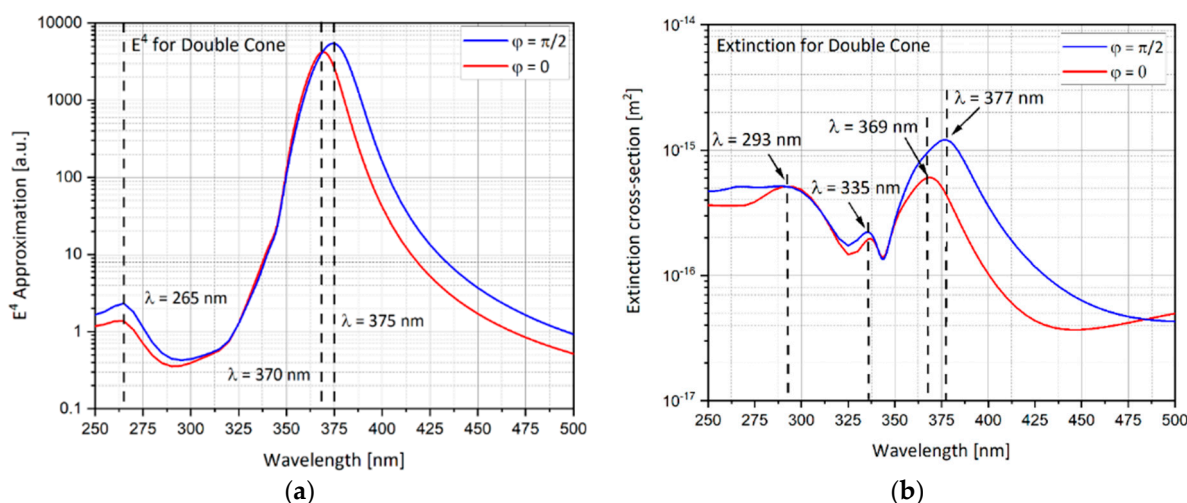 E⁴ for Double Cone
φ = π/2
φ = 0
10000
1000
100
10
1
0.1
E⁴ Approximation [a.u.]
λ = 265 nm
λ = 375 nm
λ = 370 nm
250 275 300 325 350 375 400 425 450 475 500
Wavelength [nm]
(a)
Extinction for Double Cone
φ = π/2
φ = 0
10⁻¹⁴
10⁻¹⁵
10⁻¹⁶
10⁻¹⁷
Extinction cross-section [m²]
λ = 377 nm
λ = 369 nm
λ = 293 nm
λ = 335 nm
250 275 300 325 350 375 400 425 450 475 500
Wavelength [nm]
(b)